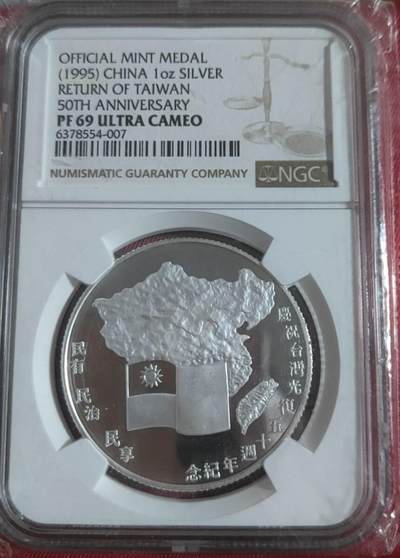 OFFICIAL MINT MEDAL
(1995) CHINA 1oz SILVER
RETURN OF TAIWAN
50TH ANNIVERSARY
PF 69 ULTRA CAMEO
6378554-007
NUMISMATIC GUARANTY COMPANY
NGC
慶祝台灣光復五十週年紀念
民有 民治 民享